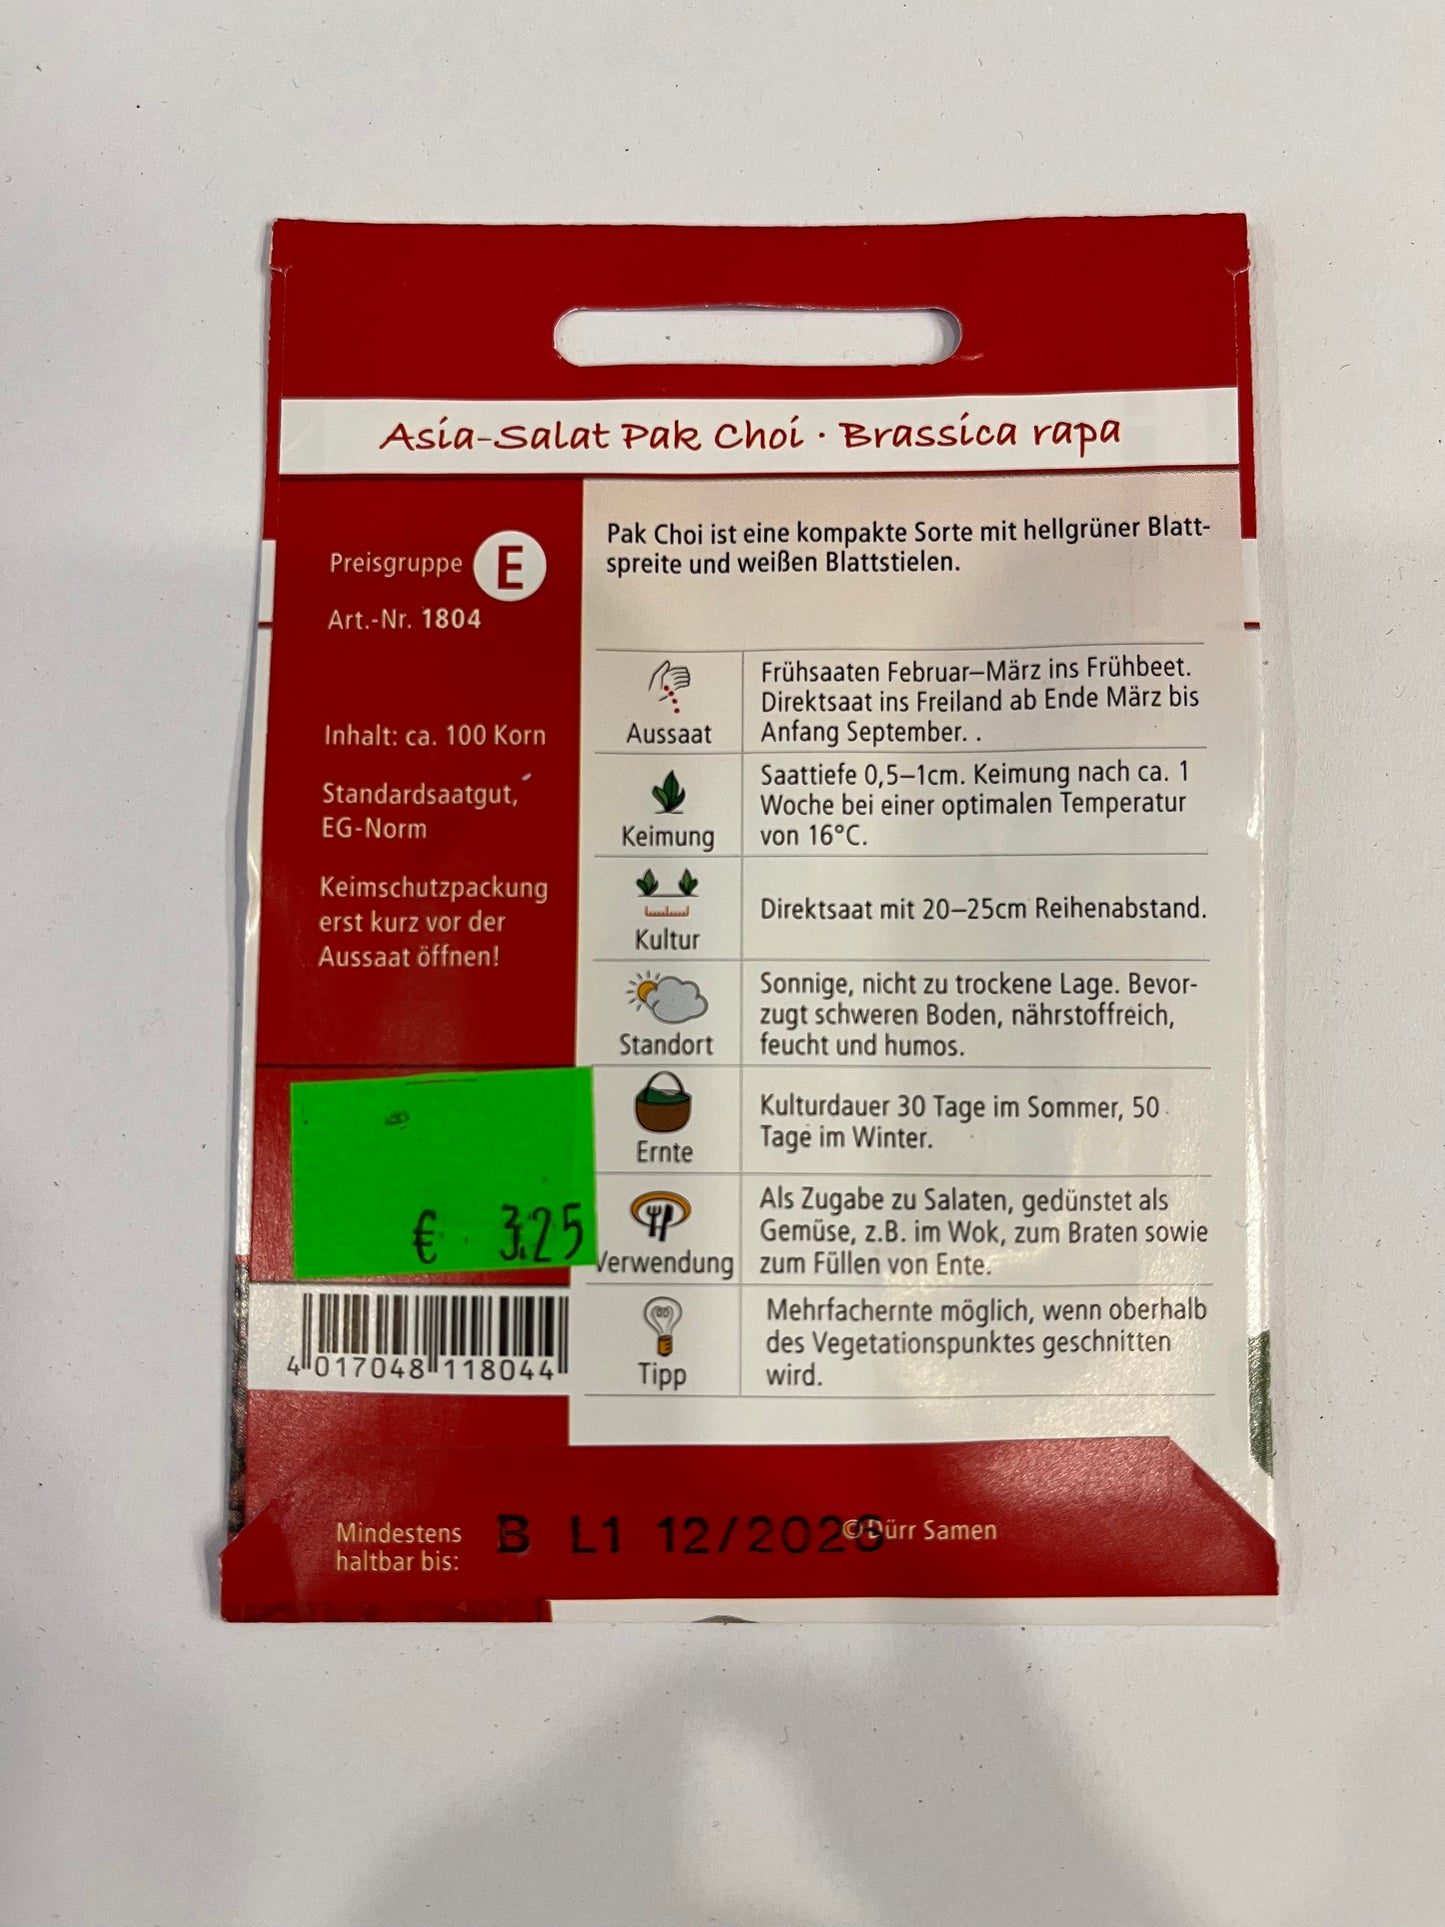 Asia-Salat Pak Choi · Brassica rapa
Preisgruppe E
Art.-Nr. 1804
Inhalt: ca. 100 Korn
Standardsaatgut,
EG-Norm
Keimschutzpackung
erst kurz vor der
Aussaat öffnen!
€ 3.25
4 017048 118044
Pak Choi ist eine kompakte Sorte mit hellgrüner Blatt-
spreite und weißen Blattstielen.
Aussaat
Frühsaaten Februar–März ins Frühbeet.
Direktsaat ins Freiland ab Ende März bis
Anfang September. .
Keimung
Saattiefe 0,5–1cm. Keimung nach ca. 1
Woche bei einer optimalen Temperatur
von 16°C.
Kultur
Direktsaat mit 20–25cm Reihenabstand.
Standort
Sonnige, nicht zu trockene Lage. Bevor-
zugt schweren Boden, nährstoffreich,
feucht und humos.
Ernte
Kulturdauer 30 Tage im Sommer, 50
Tage im Winter.
Verwendung
Als Zugabe zu Salaten, gedünstet als
Gemüse, z.B. im Wok, zum Braten sowie
zum Füllen von Ente.
Tipp
Mehrfachernte möglich, wenn oberhalb
des Vegetationspunktes geschnitten
wird.
Mindestens
haltbar bis:
B L1
© Dürr Samen